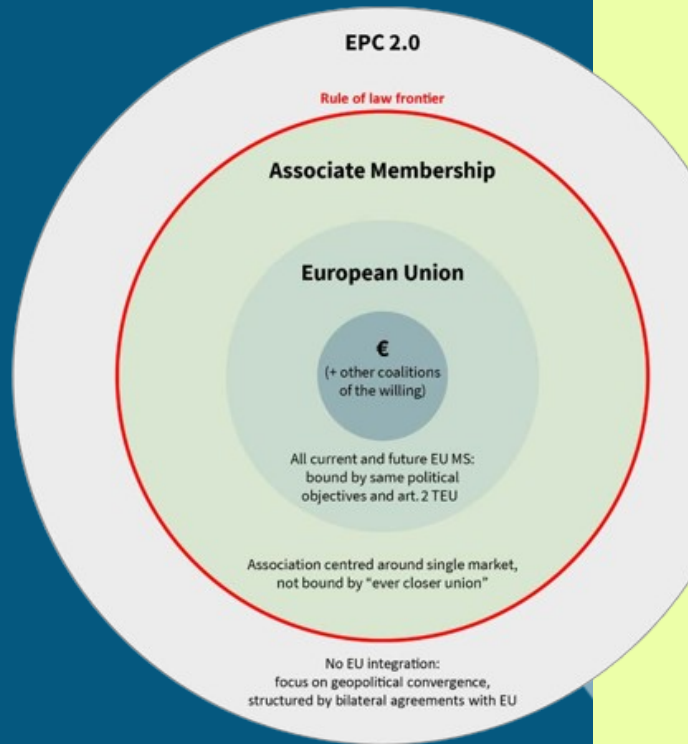 EPC 2.0
Rule of law frontier
Associate Membership
European Union
€
(+ other coalitions
of the willing)
All current and future EU MS:
bound by same political
objectives and art. 2 TEU
Association centred around single market,
not bound by “ever closer union”
No EU integration:
focus on geopolitical convergence,
structured by bilateral agreements with EU